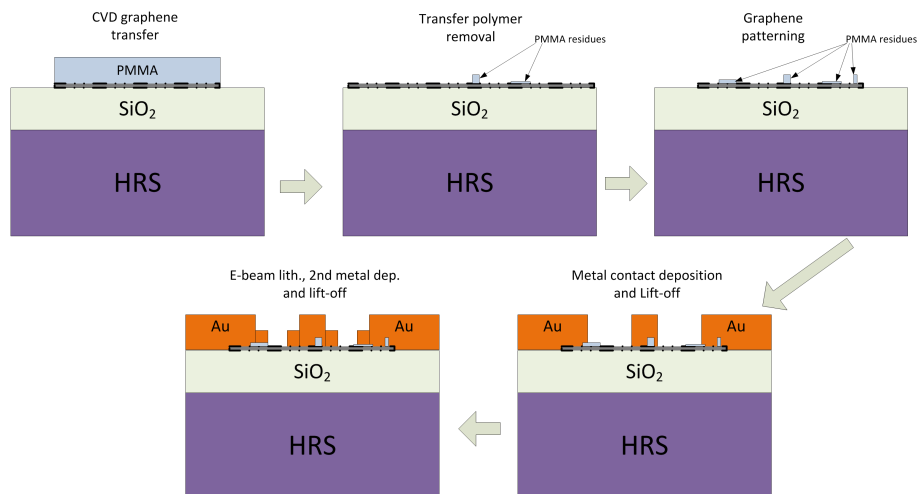 CVD graphene
transfer
PMMA
SiO₂
HRS
Transfer polymer
removal
PMMA residues
SiO₂
HRS
Graphene
patterning
PMMA residues
SiO₂
HRS
E-beam lith., 2nd metal dep.
and lift-off
Au
Au
SiO₂
HRS
Metal contact deposition
and Lift-off
Au
Au
SiO₂
HRS